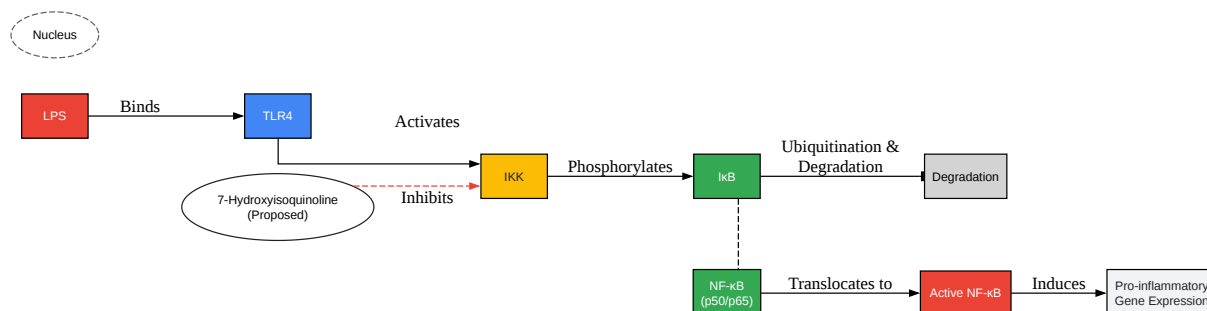 Nucleus
LPS
Binds
TLR4
Activates
7-Hydroxyisoquinoline
(Proposed)
Inhibits
IKK
Phosphorylates
IκB
Ubiquitination &
Degradation
Degradation
NF-κB
(p50/p65)
Translocates to
Active NF-κB
Induces
Pro-inflammatory
Gene Expression